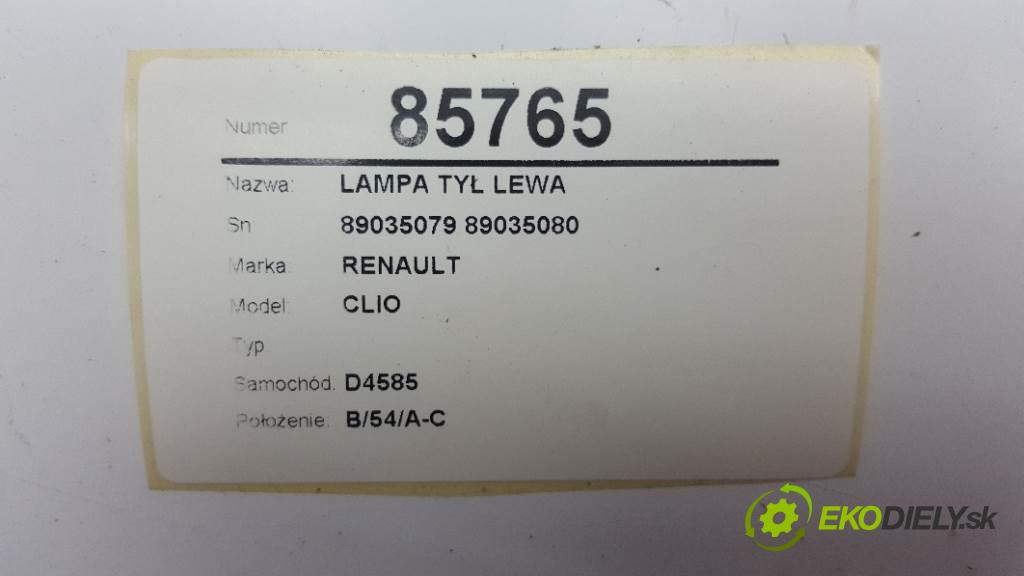 Numer 85765
Nazwa: LAMPA TYŁ LEWA
Sn 89035079 89035080
Marka: RENAULT
Model: CLIO
Typ
Samochód. D4585
Położenie: B/54/A-C
EKODIELY.sk